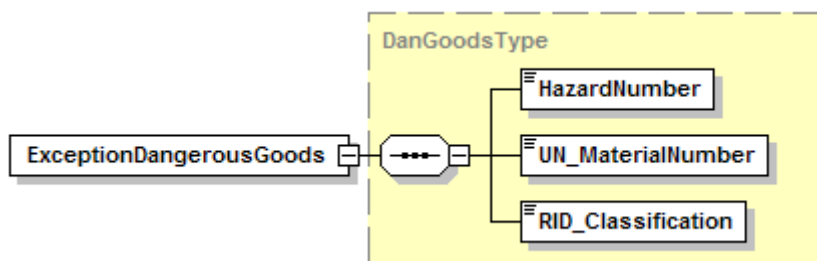 DanGoodsType
HazardNumber
ExceptionDangerousGoods
UN_MaterialNumber
RID_Classification